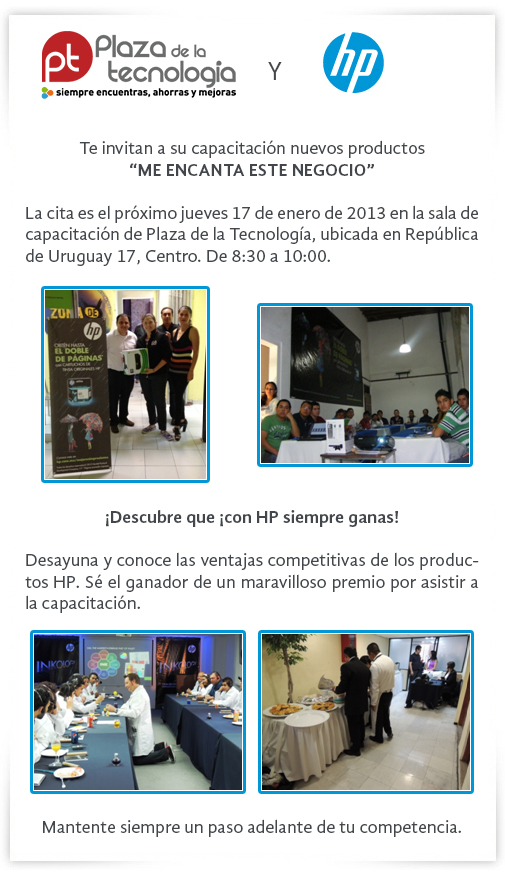 pt Plaza de la
tecnología
siempre encuentras, ahorras y mejoras
Y
hp
Te invitan a su capacitación nuevos productos
“ME ENCANTA ESTE NEGOCIO”
La cita es el próximo jueves 17 de enero de 2013 en la sala de
capacitación de Plaza de la Tecnología, ubicada en República
de Uruguay 17, Centro. De 8:30 a 10:00.
ZONA DE
hp
EL DOBLE
DE PÁGINAS
¡Descubre que ¡con HP siempre ganas!
Desayuna y conoce las ventajas competitivas de los produc-
tos HP. Sé el ganador de un maravilloso premio por asistir a
la capacitación.
Mantente siempre un paso adelante de tu competencia.